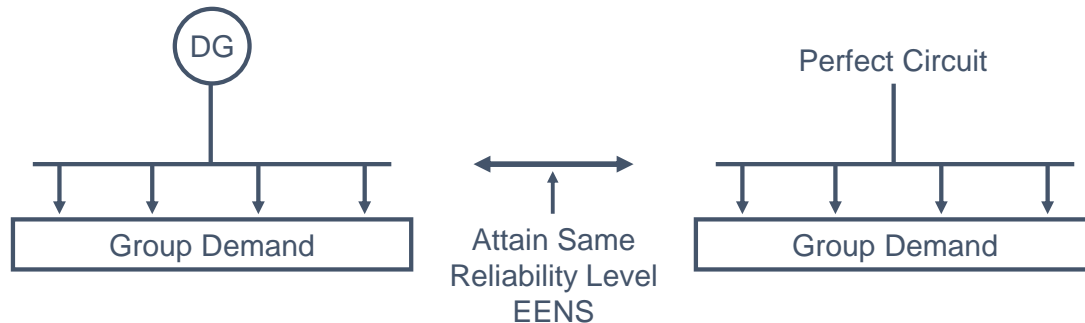 DG
Perfect Circuit
Group Demand
Attain Same
Reliability Level
EENS
Group Demand